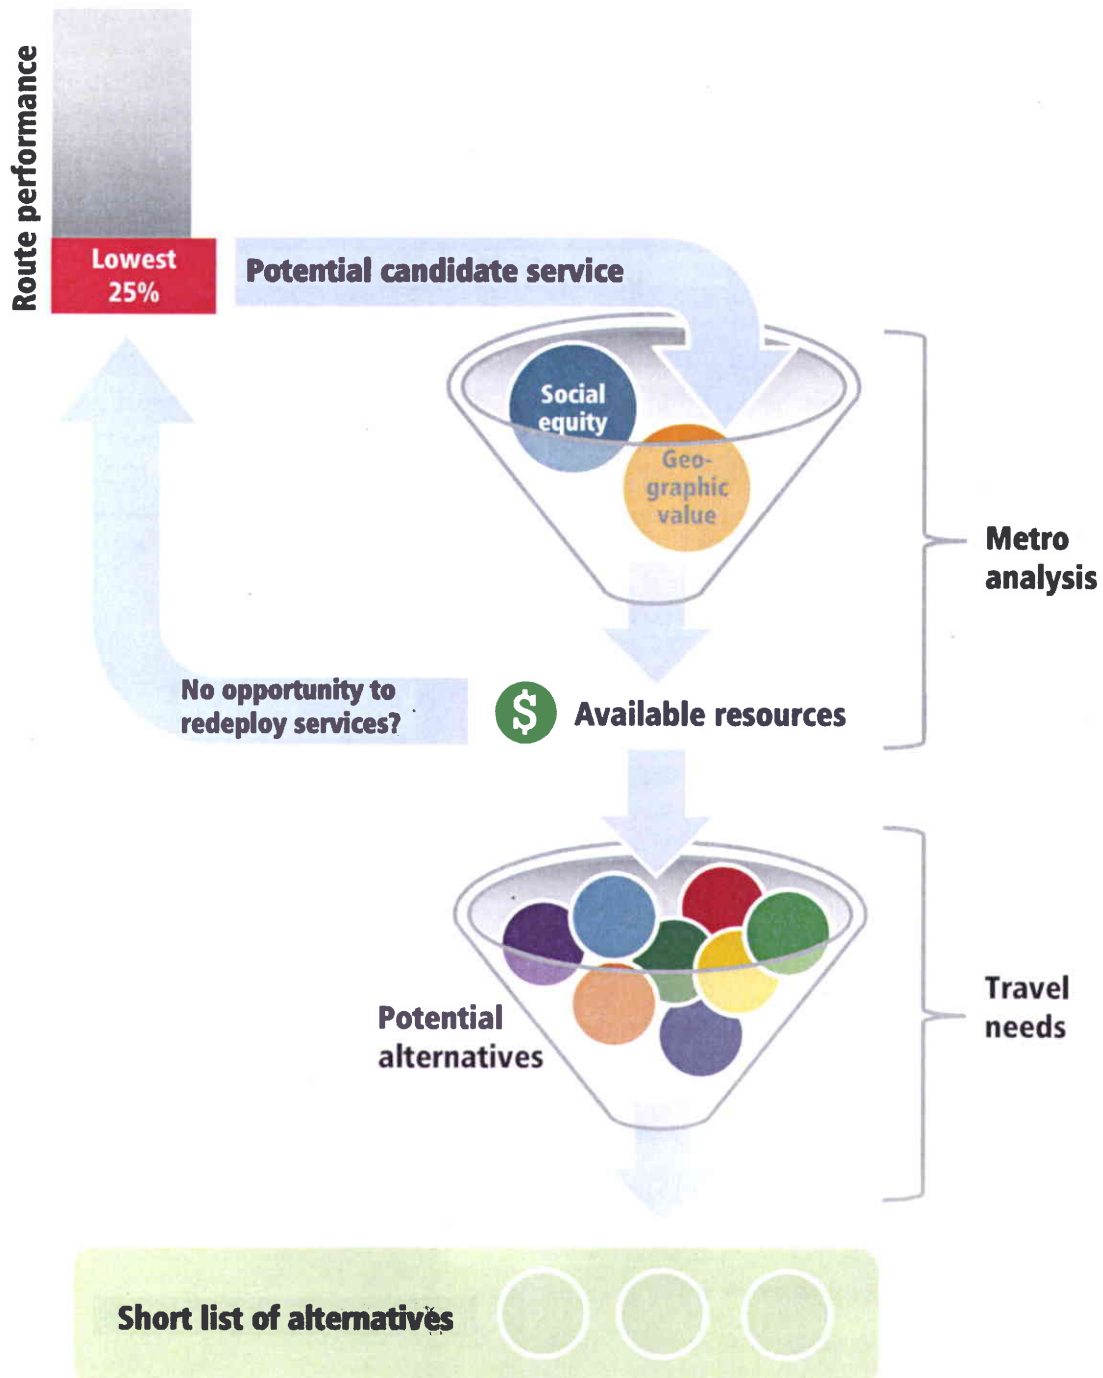 Route performance
Lowest
25%
Potential candidate service
Social
equity
Geo-
graphic
value
Metro
analysis
No opportunity to
redeploy services?
$
Available resources
Potential
alternatives
Travel
needs
Short list of alternatives